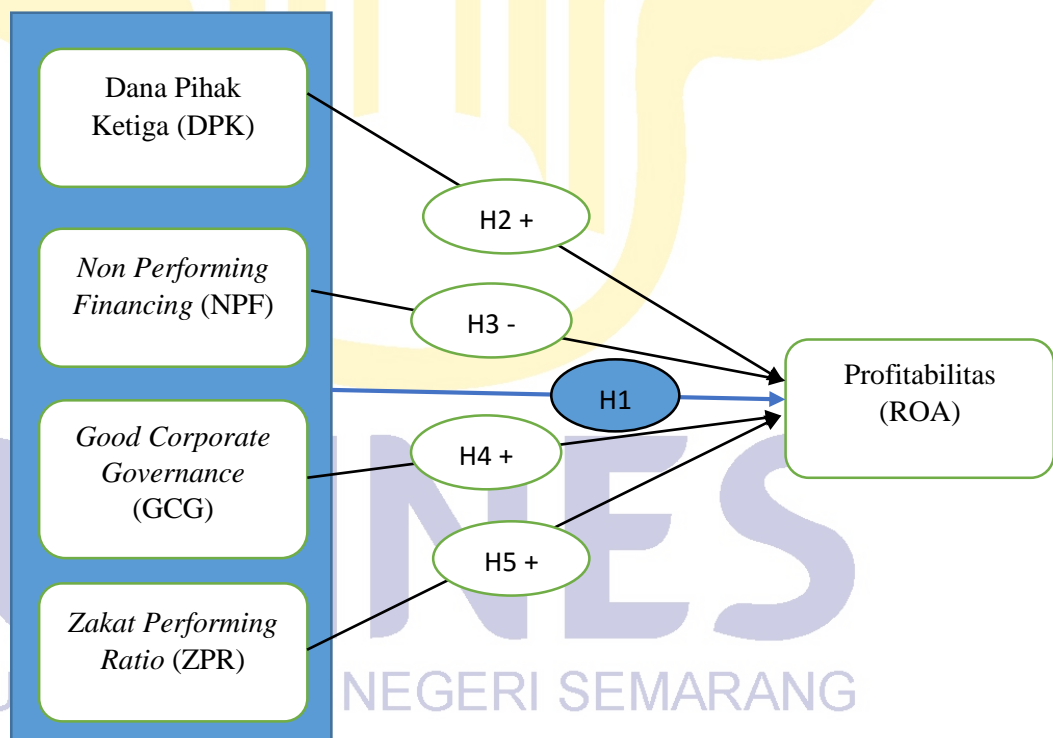 Dana Pihak
Ketiga (DPK)
H2 +
Non Performing
Financing (NPF)
H3 -
H1
Profitabilitas
(ROA)
Good Corporate
Governance
(GCG)
H4 +
H5 +
Zakat Performing
Ratio (ZPR)
NES
NEGERI SEMARANG